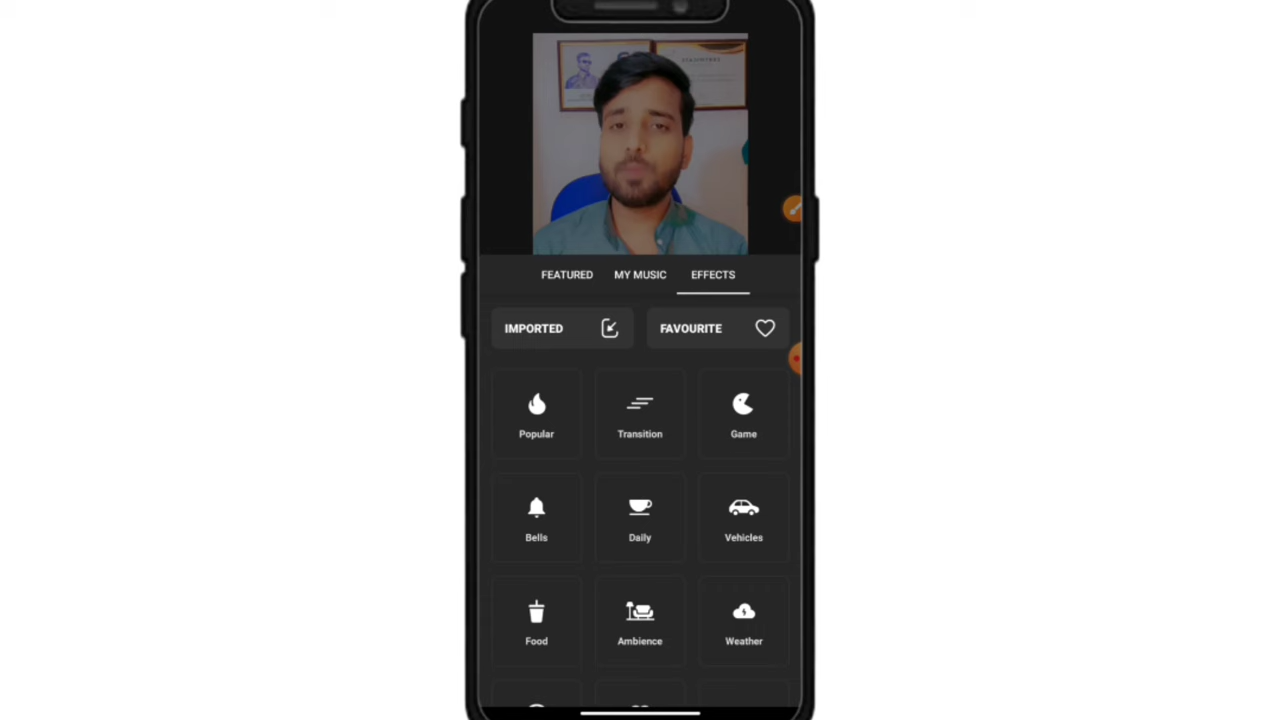 FEATURED MY MUSIC EFFECTS
IMPORTED FAVOURITE
Popular Transition Game
Bells Daily Vehicles
Food Ambience Weather